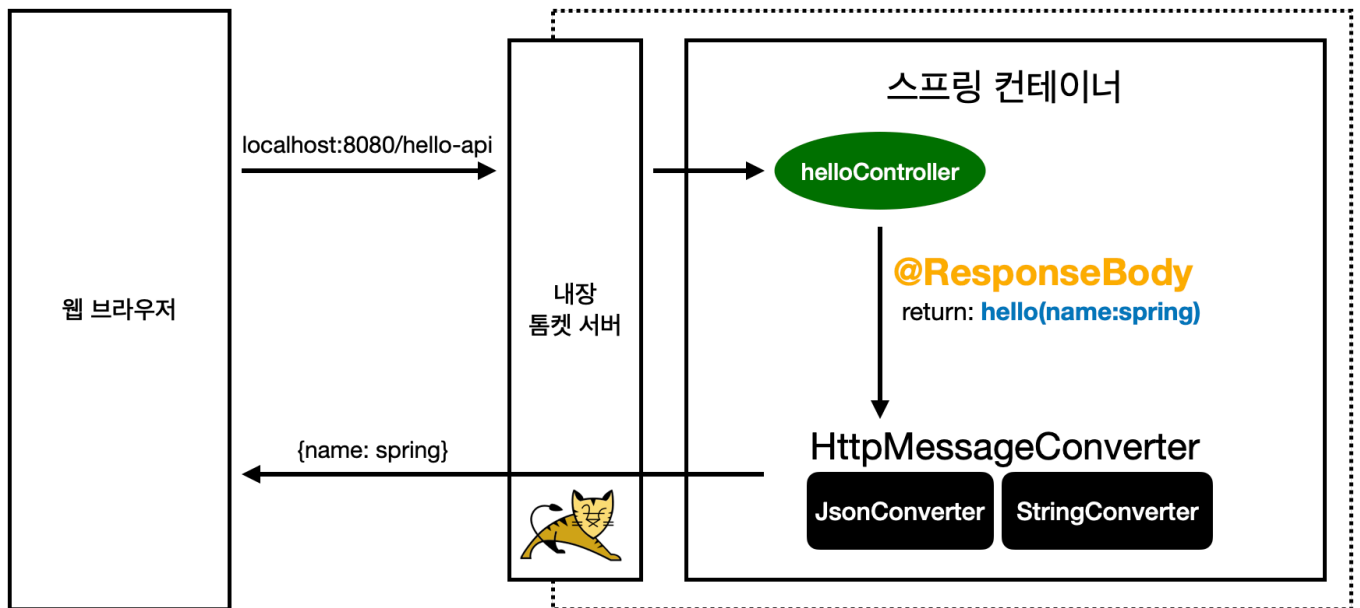 스프링 컨테이너
localhost:8080/hello-api
helloController
@ResponseBody
return: hello(name:spring)
웹 브라우저
내장
톰켓 서버
{name: spring}
HttpMessageConverter
JsonConverter
StringConverter